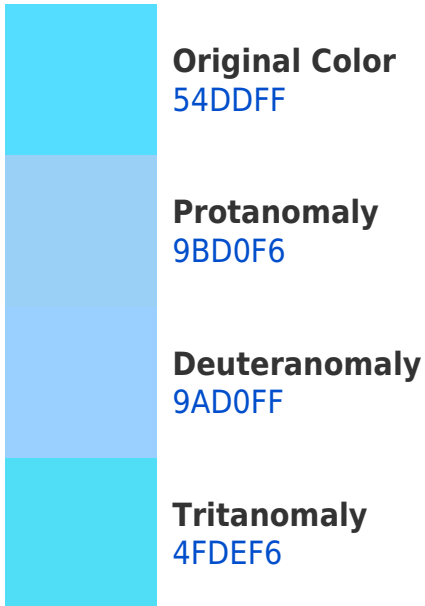 Original Color
54DDFF
Protanomaly
9BD0F6
Deuteranomaly
9AD0FF
Tritanomaly
4FDEF6